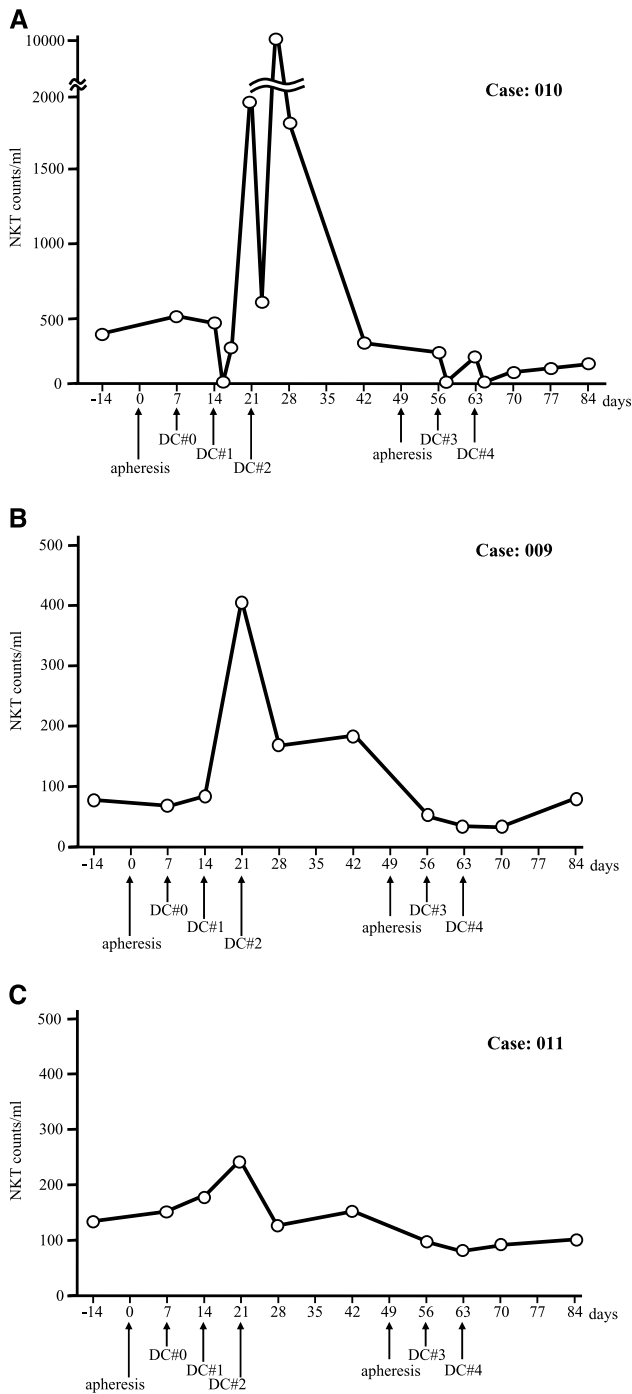 A
10000
Case: 010
2000
1500
1000
500
0
NKT counts/ml
-14 0 7 14 16 21 28 35 42 49 56 63 70 77 84 days
DC#0 DC#3
DC#1 apheresis DC#4
apheresis DC#2
B
500
Case: 009
400
300
200
100
0
NKT counts/ml
-14 0 7 14 21 28 35 42 49 56 63 70 77 84 days
DC#0 DC#3
DC#1 apheresis DC#4
apheresis DC#2
C
500
Case: 011
400
300
200
100
0
NKT counts/ml
-14 0 7 14 21 28 35 42 49 56 63 70 77 84 days
DC#0 DC#3
DC#1 apheresis DC#4
apheresis DC#2